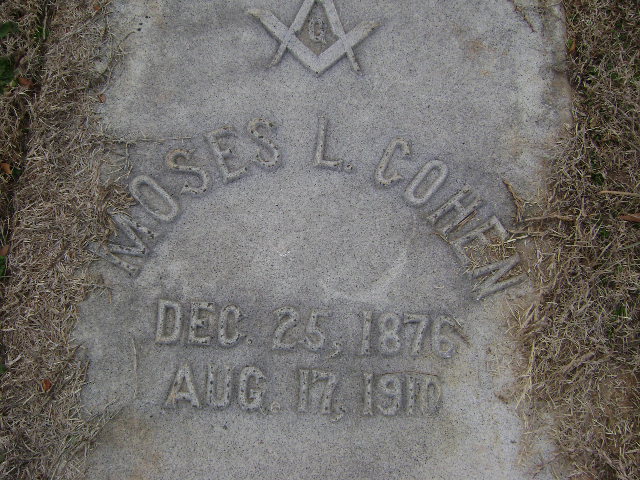 G
MOSES L. COHEN
DEC. 25, 1876
AUG. 17, 1910